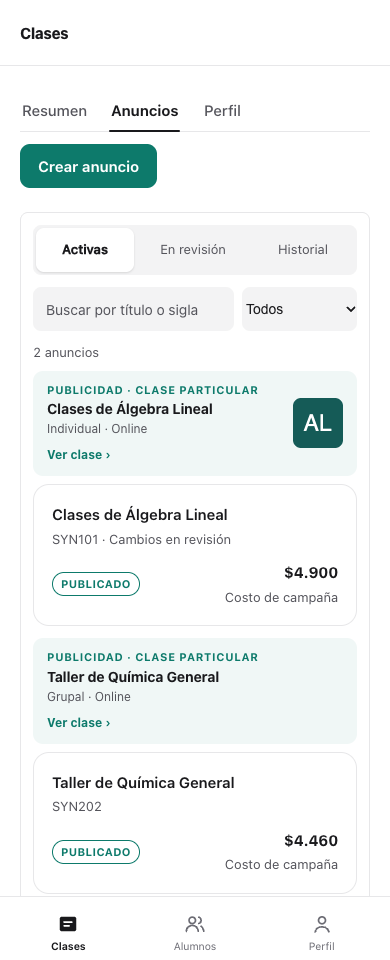 Clases
Resumen
Anuncios
Perfil
Crear anuncio
Activas
En revisión
Historial
Buscar por título o sigla
Todos
2 anuncios
PUBLICIDAD · CLASE PARTICULAR
Clases de Álgebra Lineal
Individual · Online
Ver clase ›
AL
Clases de Álgebra Lineal
SYN101 · Cambios en revisión
PUBLICADO
$4.900
Costo de campaña
PUBLICIDAD · CLASE PARTICULAR
Taller de Química General
Grupal · Online
Ver clase ›
Taller de Química General
SYN202
PUBLICADO
$4.460
Costo de campaña
Clases
Alumnos
Perfil